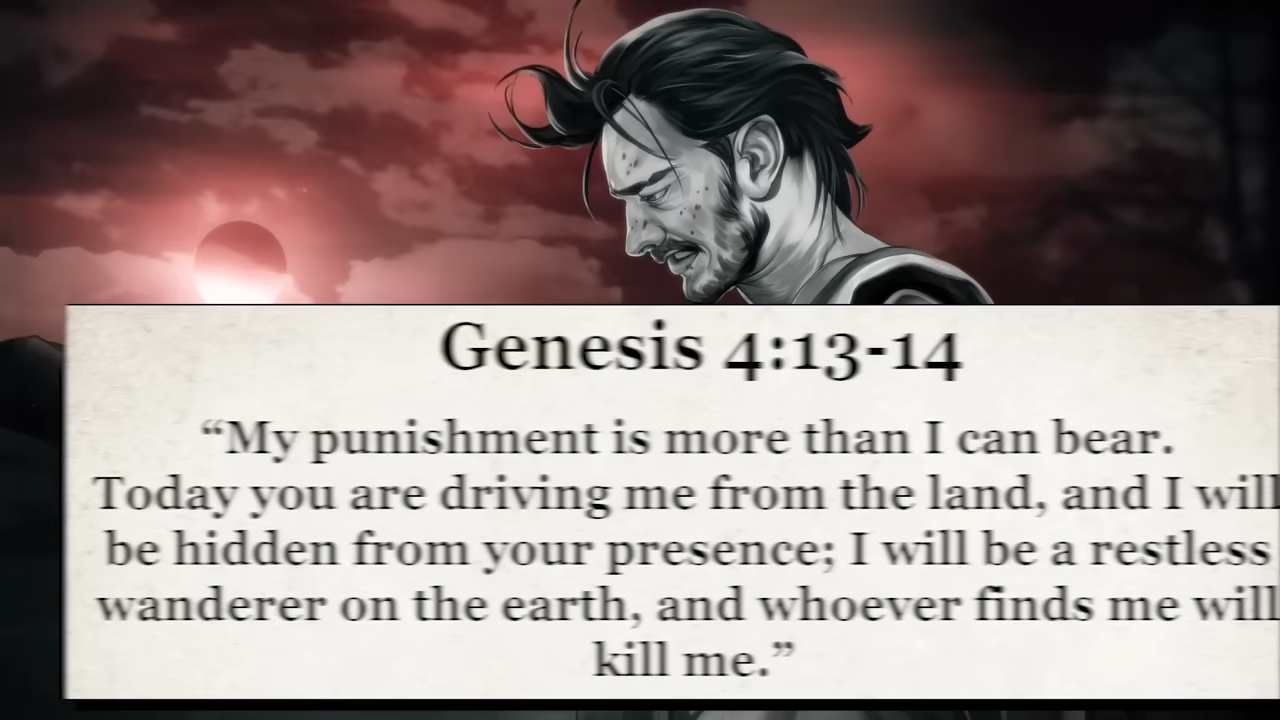 Genesis 4:13-14
“My punishment is more than I can bear.
Today you are driving me from the land, and I will
be hidden from your presence; I will be a restless
wanderer on the earth, and whoever finds me will
kill me.”